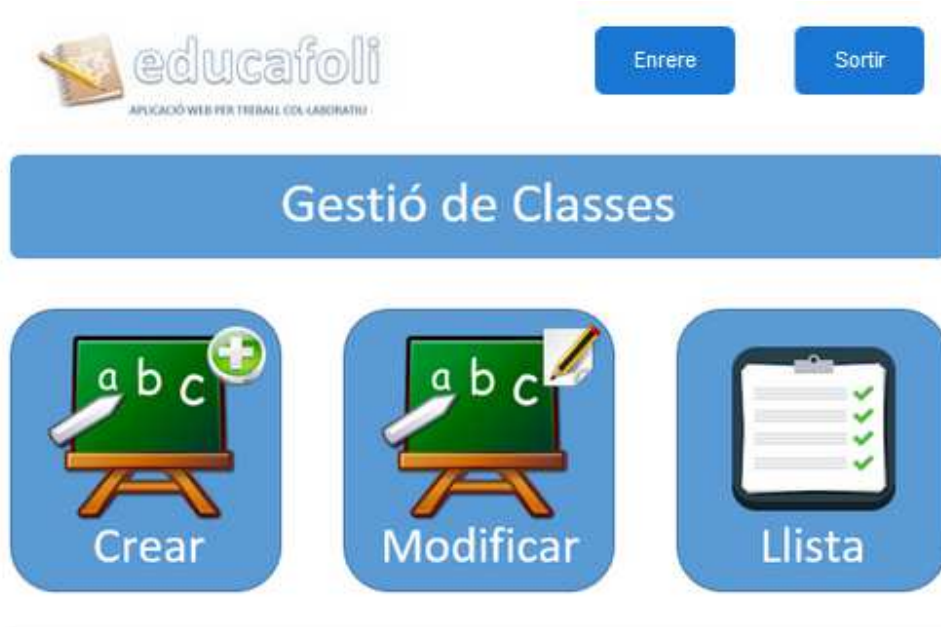 educafoli
APLICACIÓ WEB PER TREBALL COL·LABORATIU
Enrere
Sortir
Gestió de Classes
a b c
Crear
a b c
Modificar
Llista